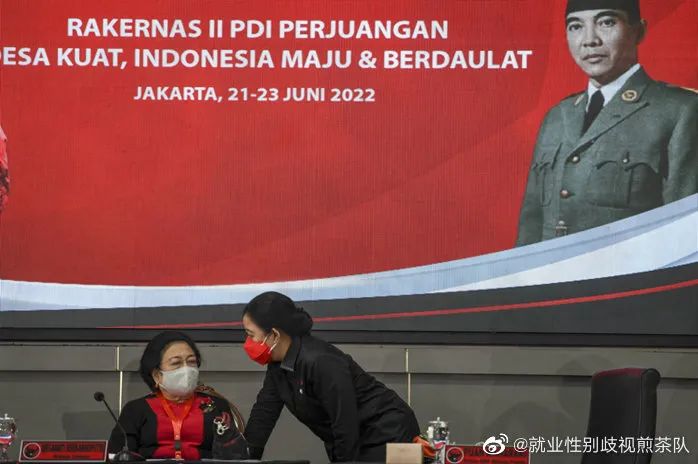 RAKERNAS II PDI PERJUANGAN
DESA KUAT, INDONESIA MAJU & BERDAULAT
JAKARTA, 21-23 JUNI 2022
@就业性别歧视煎茶队